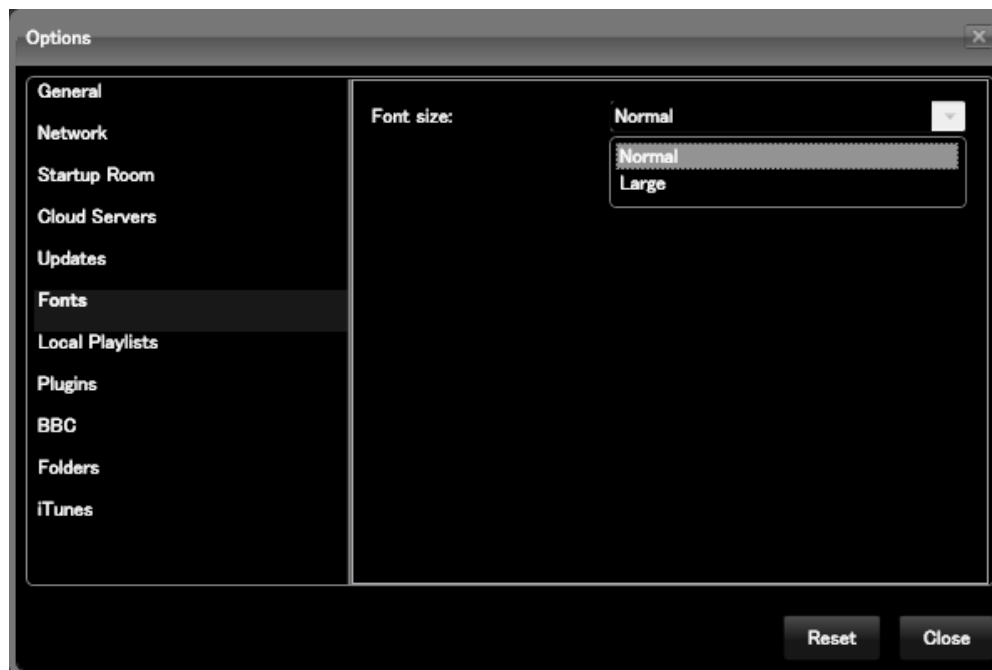 Options
General
Network
Startup Room
Cloud Servers
Updates
Fonts
Local Playlists
Plugins
BBC
Folders
iTunes
Font size:
Normal
Normal
Large
Reset
Close